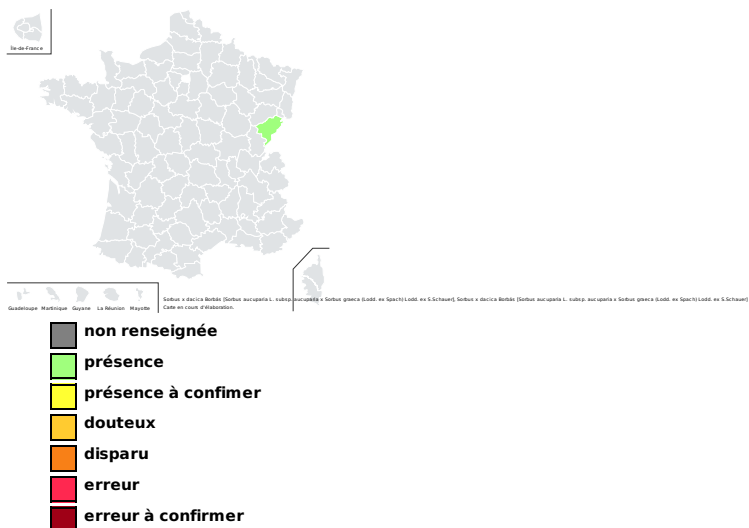 Île-de-France
Guadeloupe Martinique Guyane La Réunion Mayotte
Sorbus x dacica Borbás [Sorbus aucuparia L. subsp. aucuparia x Sorbus graeca (Lodd. ex Spach) Lodd. ex S.Schauer], Sorbus x dacica Borbás [Sorbus aucuparia L. subsp. aucuparia x Sorbus graeca (Lodd. ex Spach) Lodd. ex S.Schauer]
Carte en cours d'élaboration.
non renseignée
présence
présence à confimer
douteux
disparu
erreur
erreur à confirmer